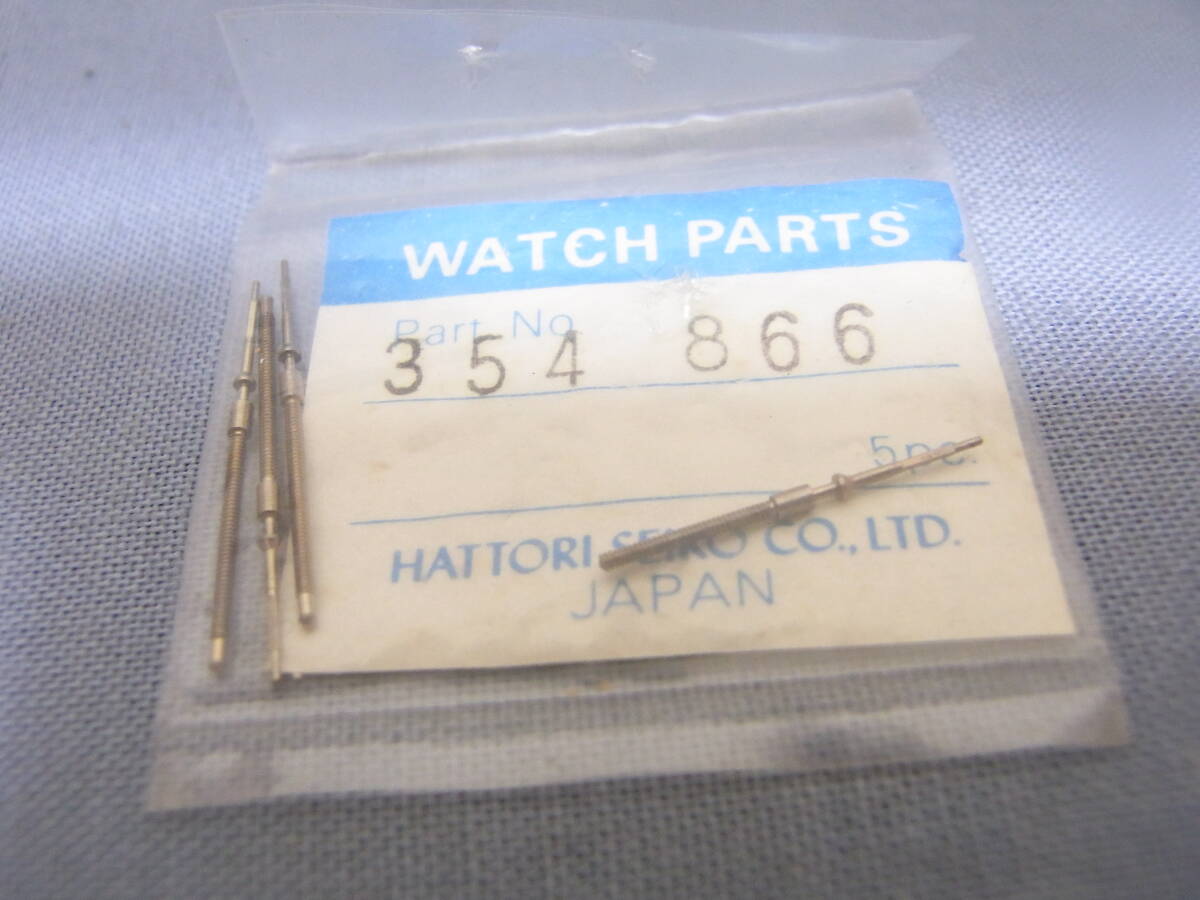 WATCH PARTS
Part No.
354 866
5pc.
HATTORI SEIKO CO., LTD.
JAPAN